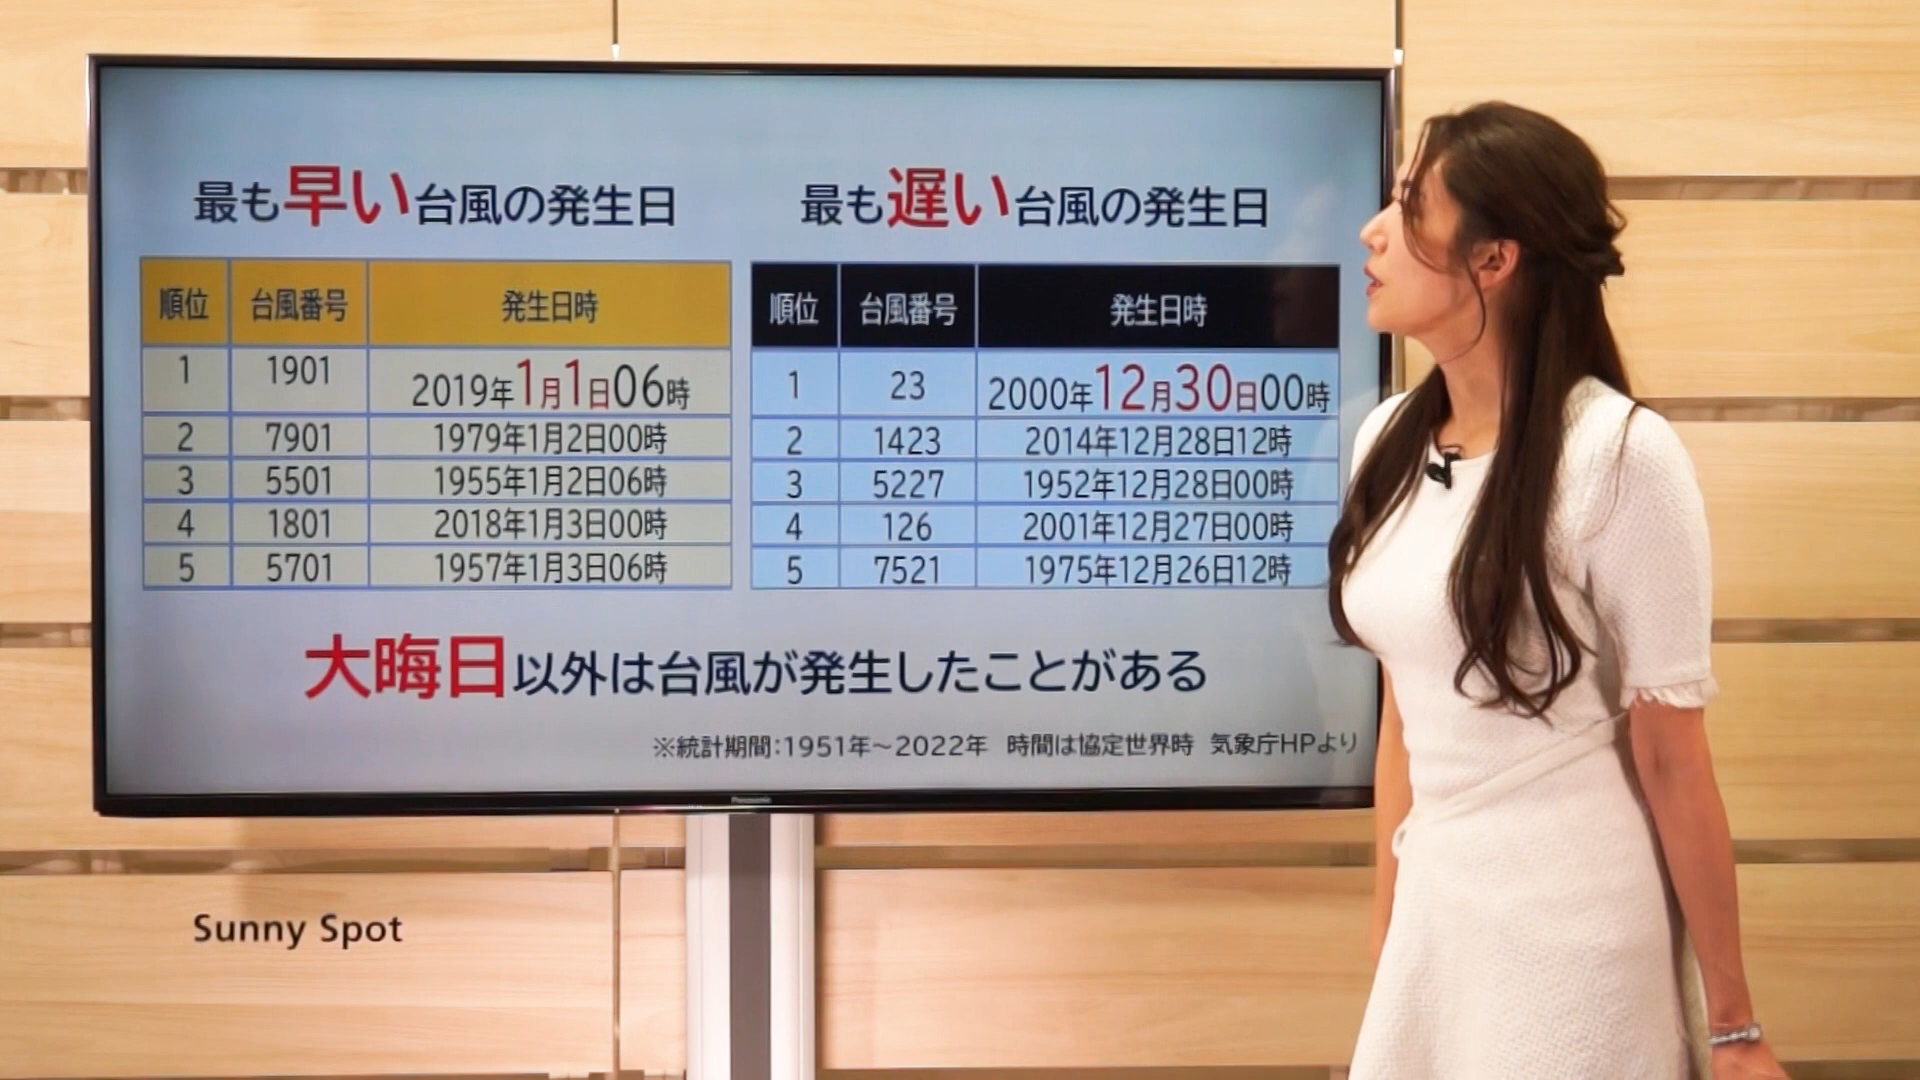 最も早い台風の発生日
順位 台風番号 発生日時
1 1901 2019年1月1日06時
2 7901 1979年1月2日00時
3 5501 1955年1月2日06時
4 1801 2018年1月3日00時
5 5701 1957年1月3日06時
最も遅い台風の発生日
順位 台風番号 発生日時
1 23 2000年12月30日00時
2 1423 2014年12月28日12時
3 5227 1952年12月28日00時
4 126 2001年12月27日00時
5 7521 1975年12月26日12時
大晦日以外は台風が発生したことがある
※統計期間：1951年～2022年 時間は協定世界時 気象庁HPより
Panasonic
Sunny Spot